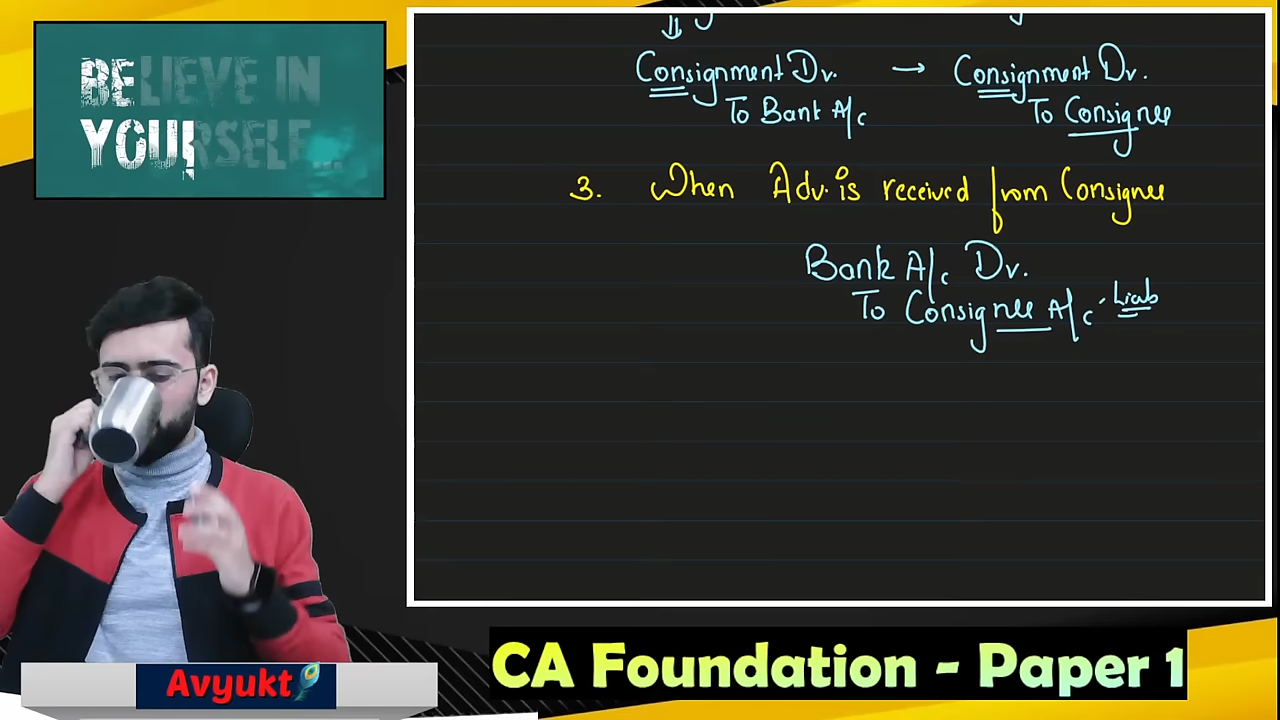 BELIEVE IN
YOURSELF...
Consignment Dr. → Consignment Dr.
To Bank A/c To Consignee
3. When Adv. is received from Consignee
Bank A/c Dr.
To Consignee A/c - Liab
Avyukt
CA Foundation - Paper 1